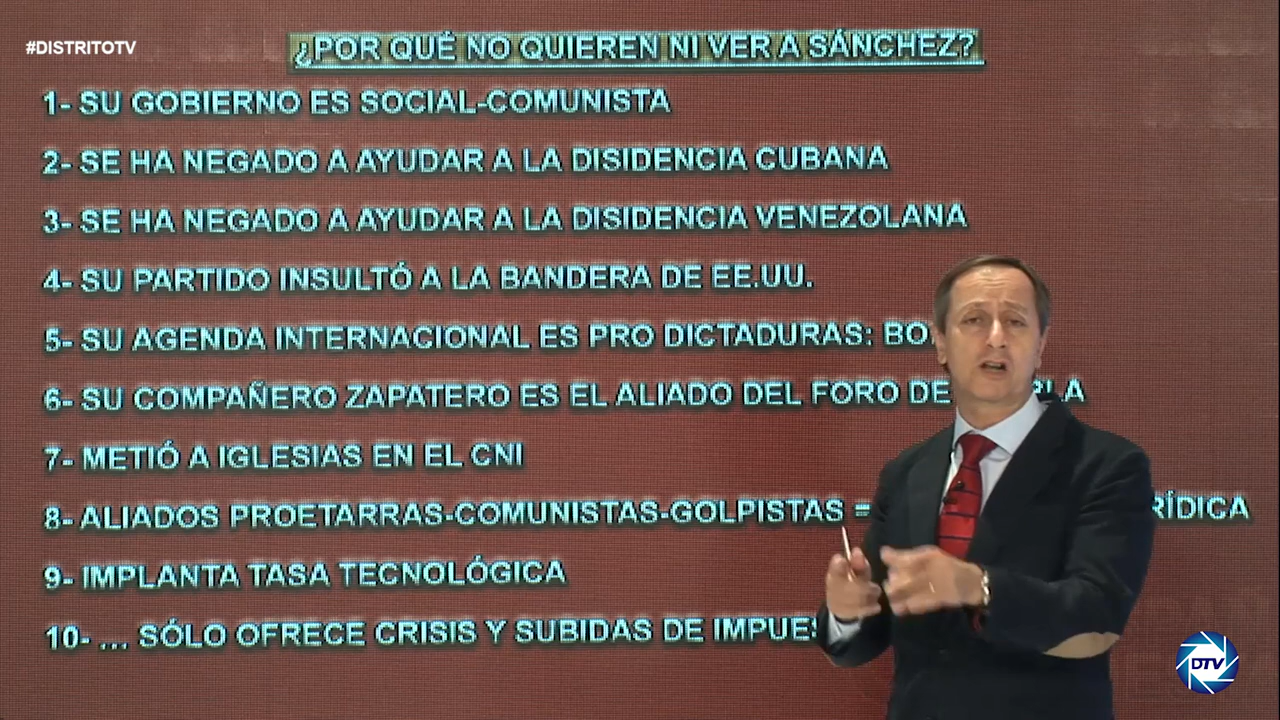 #DISTRITOTV
¿POR QUÉ NO QUIEREN NI VER A SÁNCHEZ?
1- SU GOBIERNO ES SOCIAL-COMUNISTA
2- SE HA NEGADO A AYUDAR A LA DISIDENCIA CUBANA
3- SE HA NEGADO A AYUDAR A LA DISIDENCIA VENEZOLANA
4- SU PARTIDO INSULTÓ A LA BANDERA DE EE.UU.
5- SU AGENDA INTERNACIONAL ES PRO DICTADURAS:
6- SU COMPAÑERO ZAPATERO ES EL ALIADO DEL FORO DE
7- METIÓ A IGLESIAS EN EL CNI
8- ALIADOS PROETARRAS-COMUNISTAS-GOLPISTAS =
9- IMPLANTA TASA TECNOLÓGICA
10- ... SÓLO OFRECE CRISIS Y SUBIDAS DE
DTV